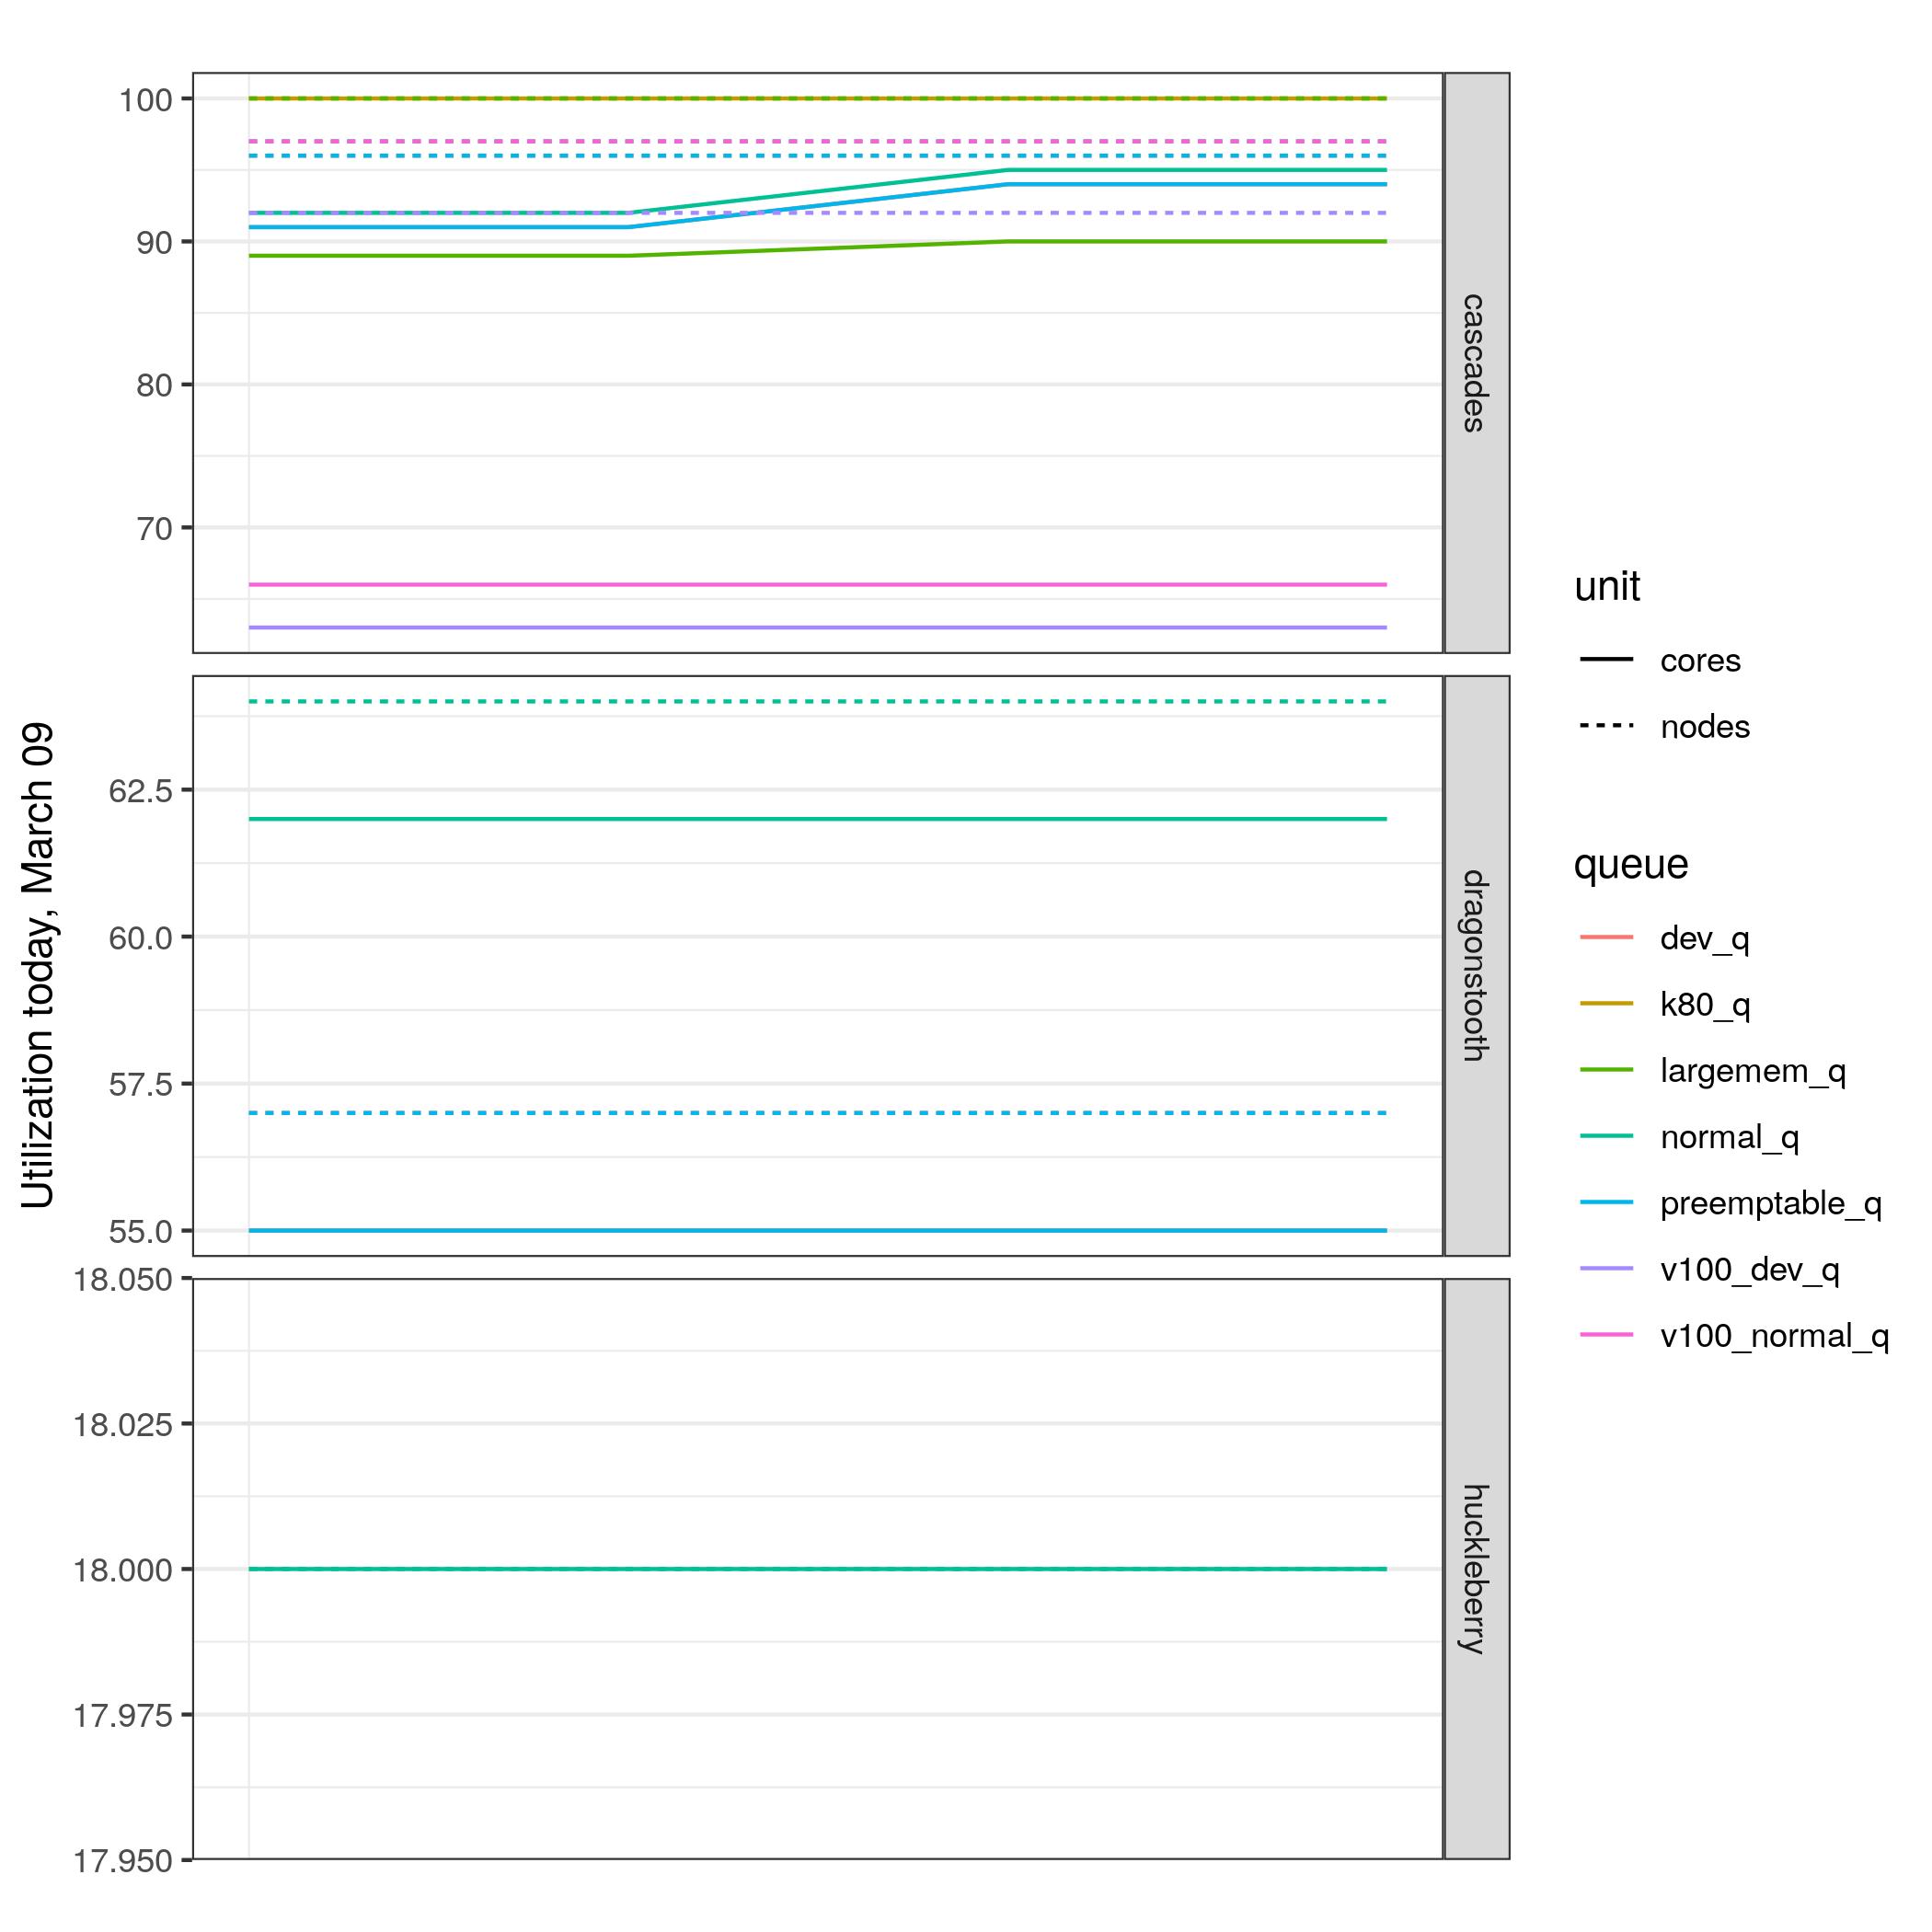 Utilization today, March 09
100
90
80
70
cascades
62.5
60.0
57.5
55.0
dragonstooth
18.050
18.025
18.000
17.975
17.950
huckleberry
unit
cores
nodes
queue
dev_q
k80_q
largemem_q
normal_q
preemptable_q
v100_dev_q
v100_normal_q